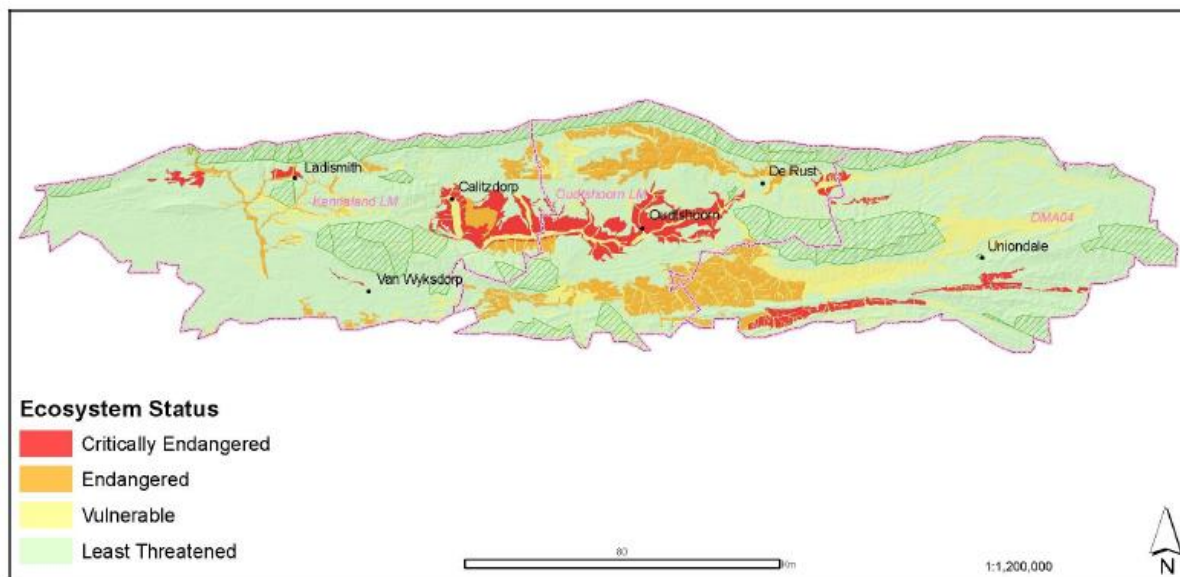 Ladismith
De Rust
Calitzdorp
Kannaland LM
Oudtshoorn LM
Oudtshoorn
DMA04
Uniondale
Van Wyksdorp
Ecosystem Status
Critically Endangered
Endangered
Vulnerable
Least Threatened
80
Km
1:1,200,000
N